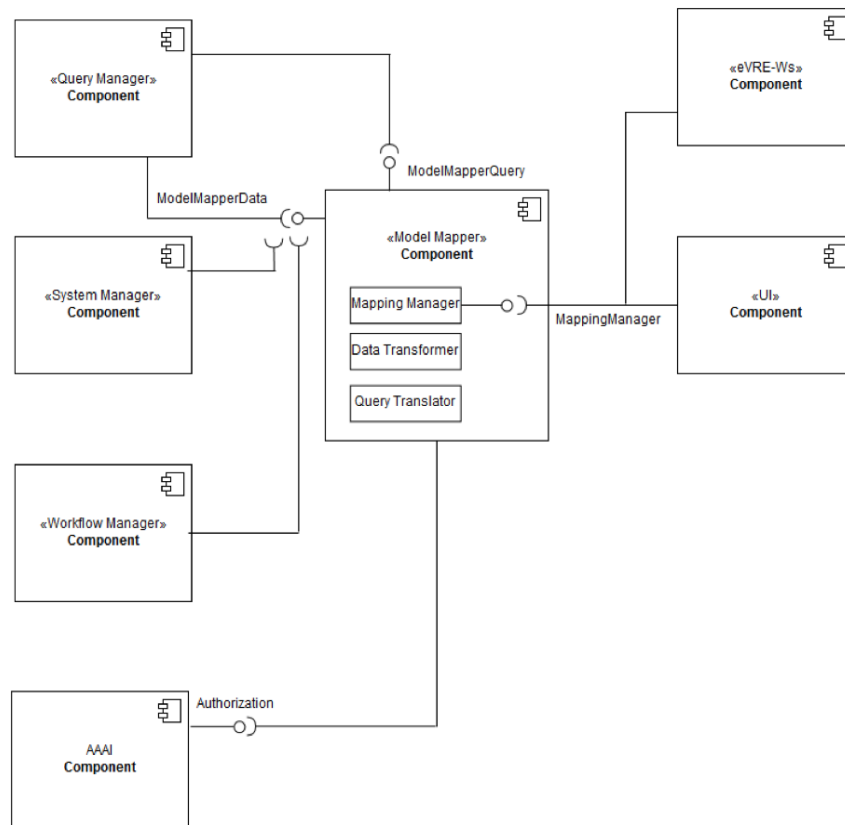 «Query Manager»
Component
«eVRE-Ws»
Component
ModelMapperQuery
ModelMapperData
«Model Mapper»
Component
«System Manager»
Component
Mapping Manager
MappingManager
«UI»
Component
Data Transformer
Query Translator
«Workflow Manager»
Component
Authorization
AAAI
Component